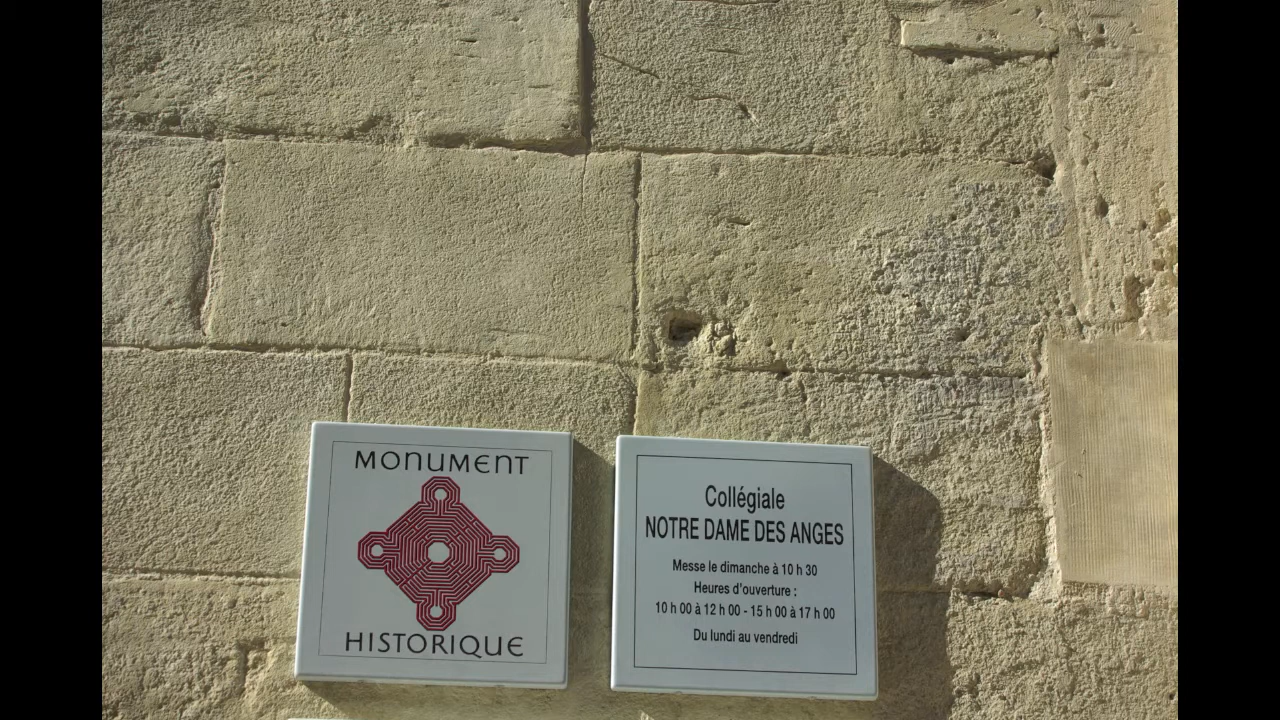 MONUMENT
HISTORIQUE
Collégiale
NOTRE DAME DES ANGES
Messe le dimanche à 10 h 30
Heures d'ouverture :
10 h 00 à 12 h 00 - 15 h 00 à 17 h 00
Du lundi au vendredi